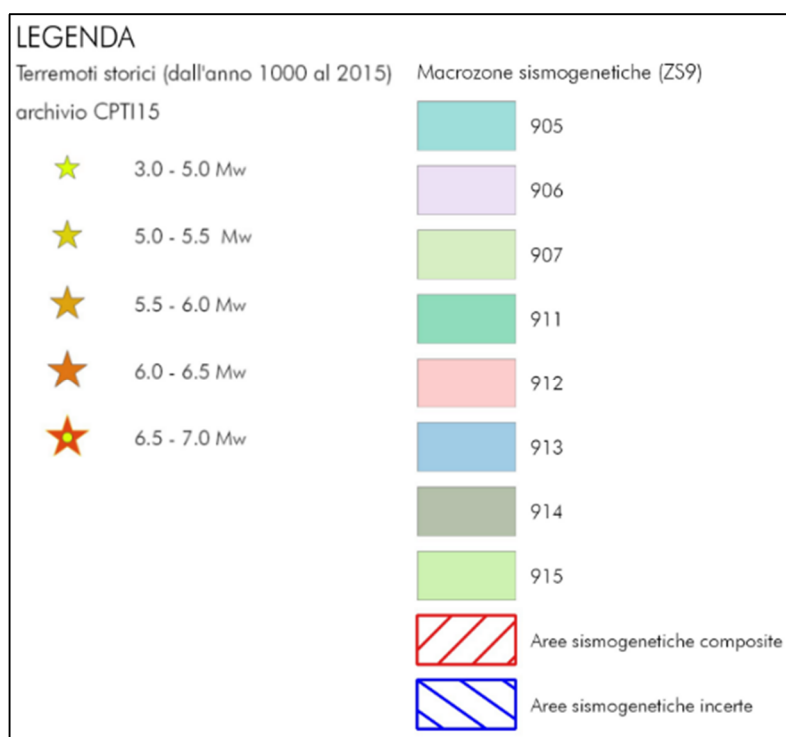 LEGENDA
Terremoti storici (dall'anno 1000 al 2015)
archivio CPTI15
3.0 - 5.0 Mw
5.0 - 5.5 Mw
5.5 - 6.0 Mw
6.0 - 6.5 Mw
6.5 - 7.0 Mw
Macrozone sismogenetiche (ZS9)
905
906
907
911
912
913
914
915
Aree sismogenetiche composite
Aree sismogenetiche incerte